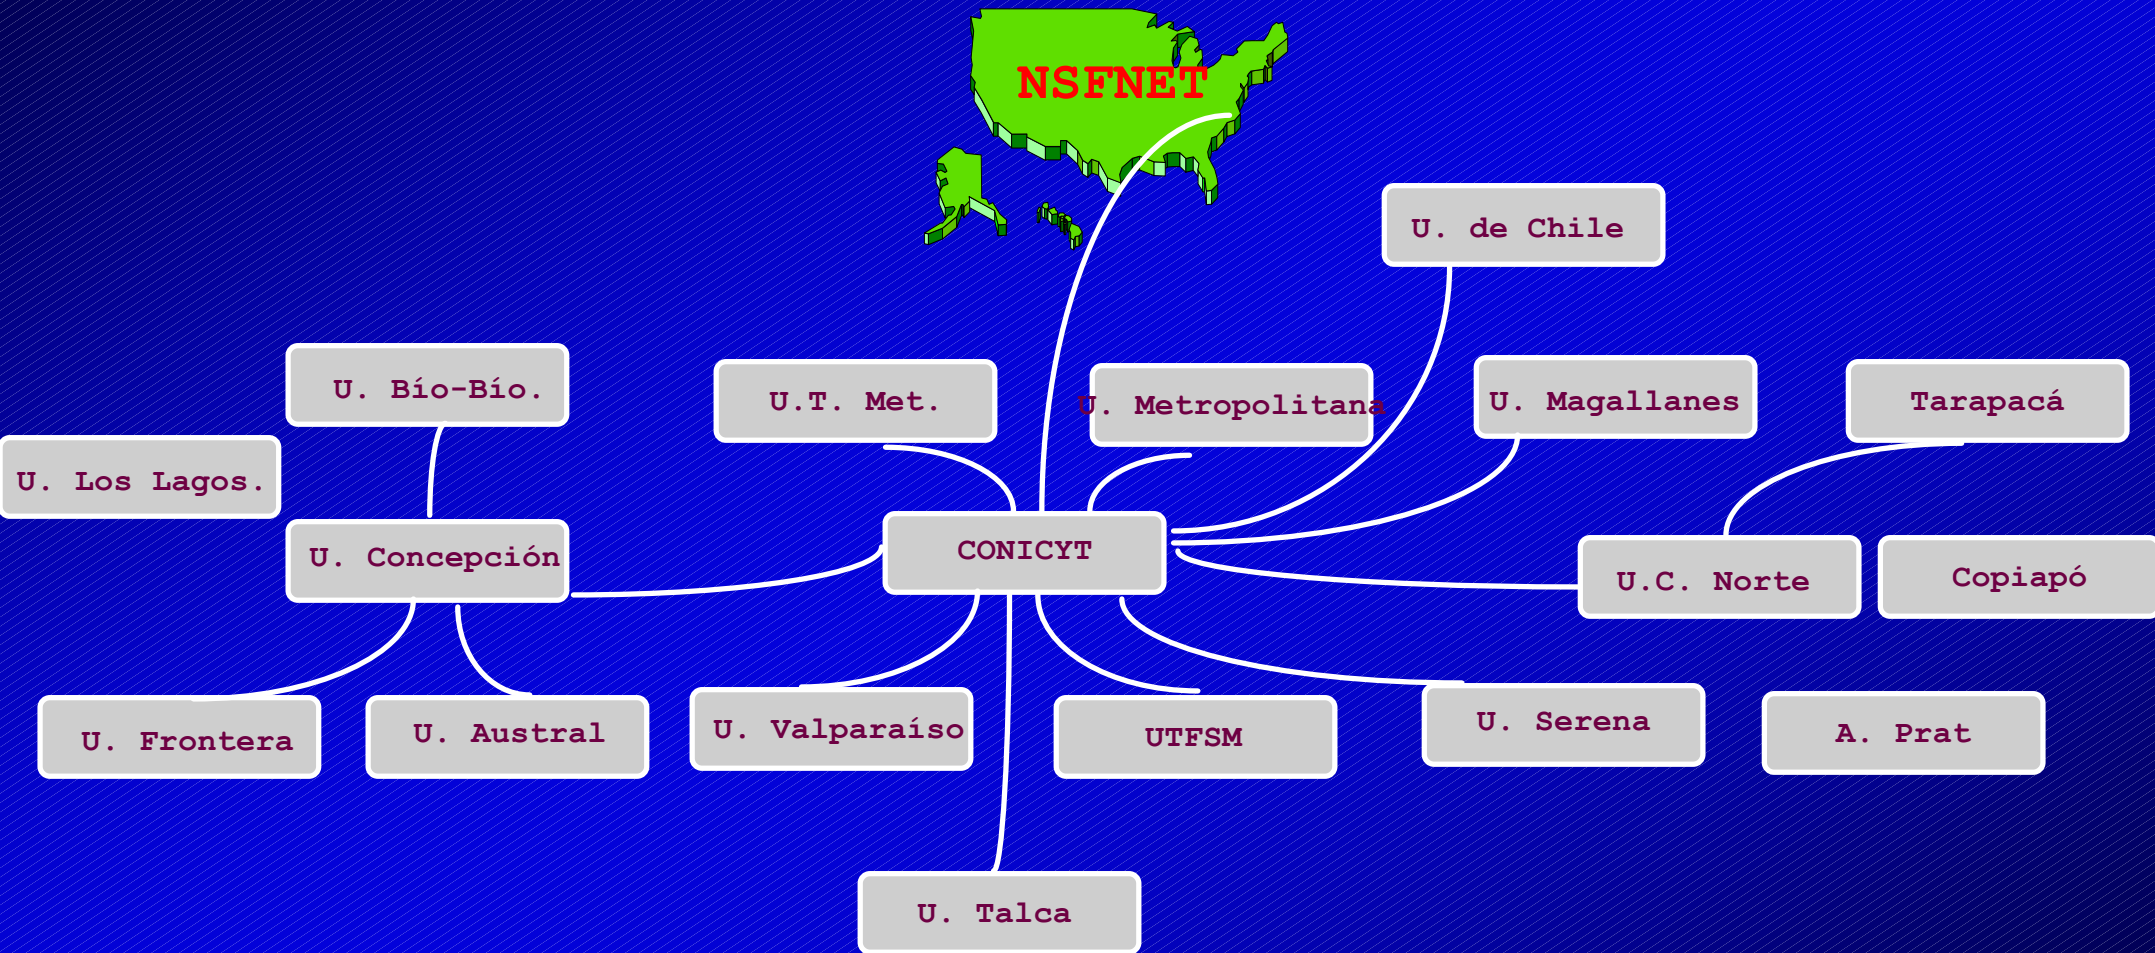 NSFNET
U. de Chile
U. Bío-Bío.
U.T. Met.
U. Metropolitana
U. Magallanes
Tarapacá
U. Los Lagos.
U. Concepción
CONICYT
U.C. Norte
Copiapó
U. Frontera
U. Austral
U. Valparaíso
UTFSM
U. Serena
A. Prat
U. Talca